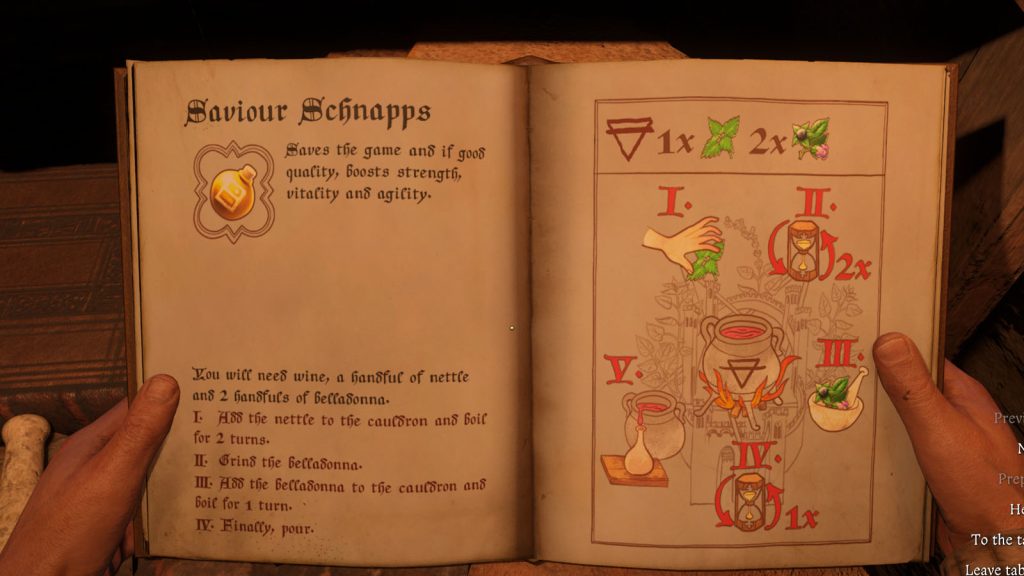 Saviour Schnapps
Saves the game and if good
quality, boosts strength,
vitality and agility.
You will need wine, a handful of nettle
and 2 handfuls of belladonna.
I. Add the nettle to the cauldron and boil
for 2 turns.
II. Grind the belladonna.
III. Add the belladonna to the cauldron and
boil for 1 turn.
IV. Finally, pour.
1x 2x
I. II.
2x
III.
V.
IV.
1x
Previ
N
Prep
He
To the ta
Leave tab